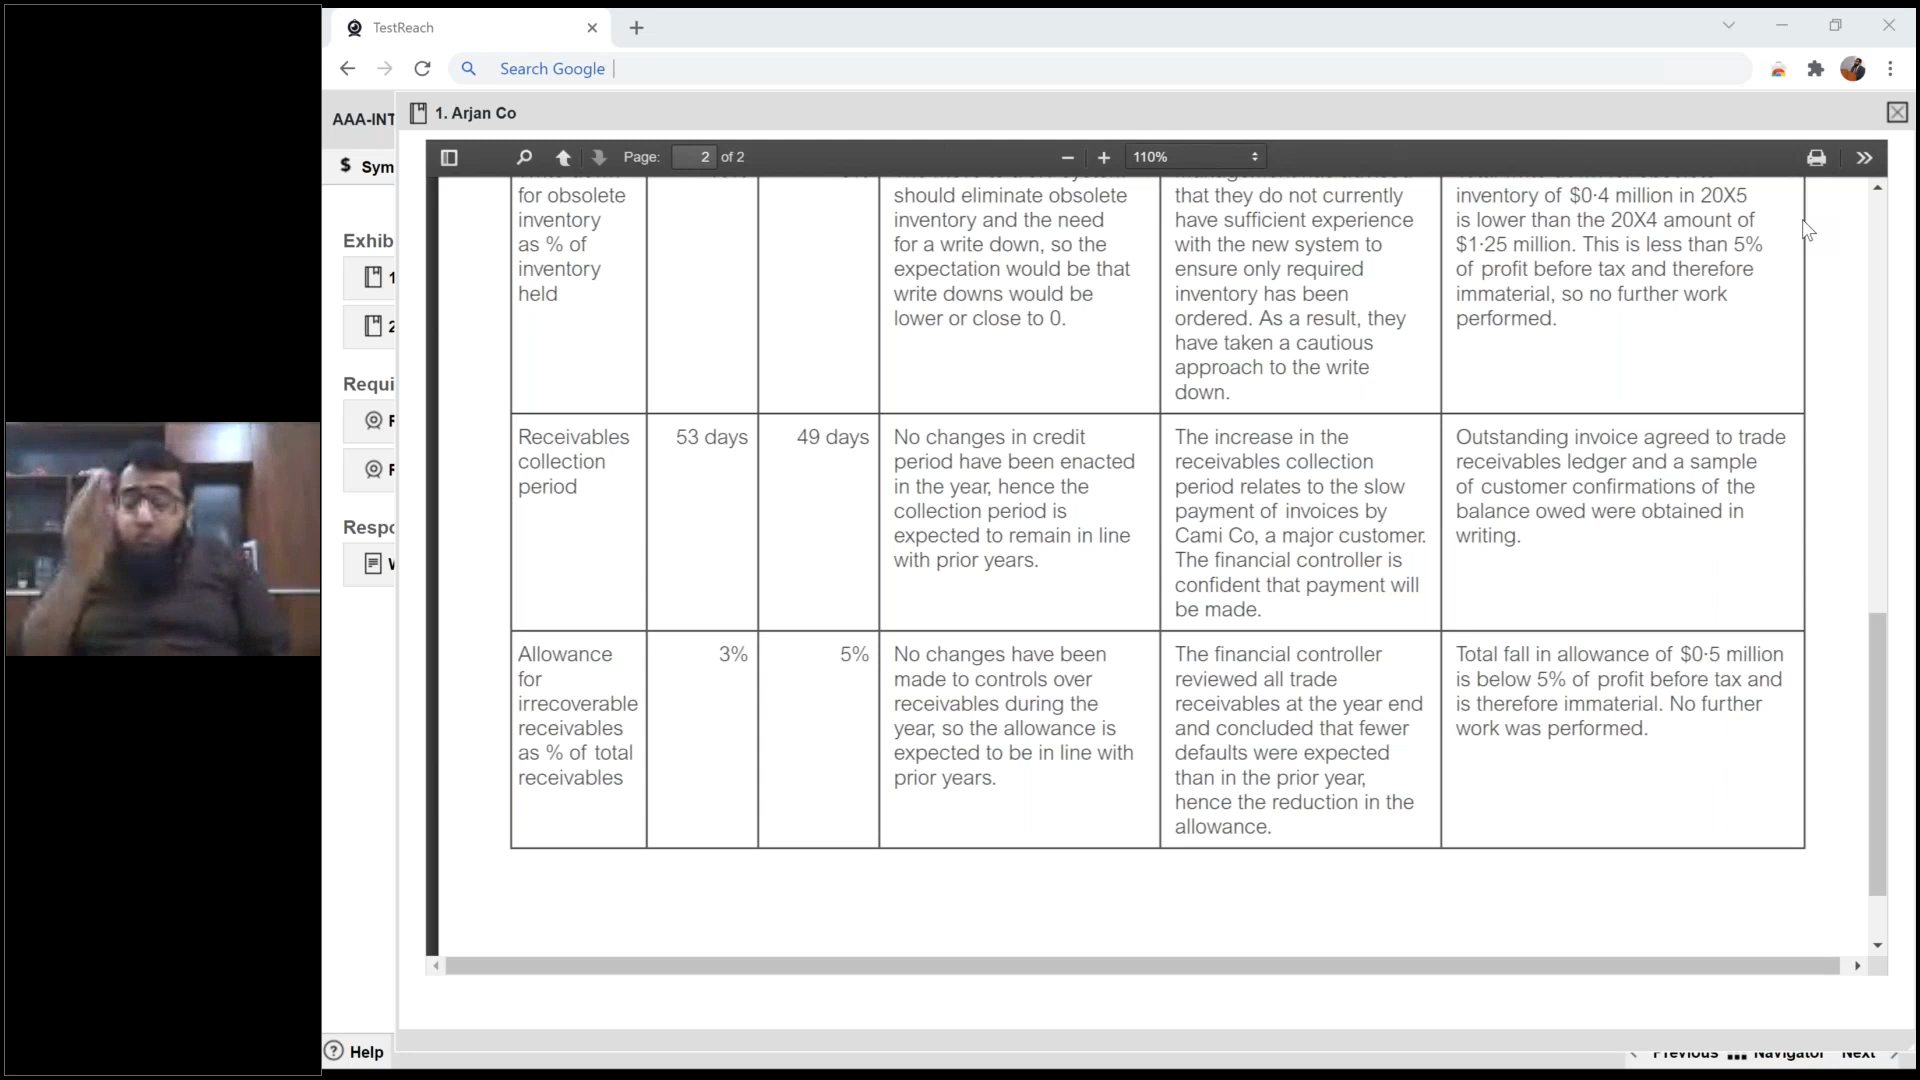 TestReach
Search Google
AAA-INT
1. Arjan Co
$ Sym
Page: 2 of 2
110%
Exhib
1
2
Requi
Respo
for obsolete
inventory
as % of
inventory
held
should eliminate obsolete
inventory and the need
for a write down, so the
expectation would be that
write downs would be
lower or close to 0.
that they do not currently
have sufficient experience
with the new system to
ensure only required
inventory has been
ordered. As a result, they
have taken a cautious
approach to the write
down.
inventory of $0·4 million in 20X5
is lower than the 20X4 amount of
$1·25 million. This is less than 5%
of profit before tax and therefore
immaterial, so no further work
performed.
Receivables
collection
period
53 days
49 days
No changes in credit
period have been enacted
in the year, hence the
collection period is
expected to remain in line
with prior years.
The increase in the
receivables collection
period relates to the slow
payment of invoices by
Cami Co, a major customer.
The financial controller is
confident that payment will
be made.
Outstanding invoice agreed to trade
receivables ledger and a sample
of customer confirmations of the
balance owed were obtained in
writing.
Allowance
for
irrecoverable
receivables
as % of total
receivables
3%
5%
No changes have been
made to controls over
receivables during the
year, so the allowance is
expected to be in line with
prior years.
The financial controller
reviewed all trade
receivables at the year end
and concluded that fewer
defaults were expected
than in the prior year,
hence the reduction in the
allowance.
Total fall in allowance of $0·5 million
is below 5% of profit before tax and
is therefore immaterial. No further
work was performed.
Help
Previous Navigator Next